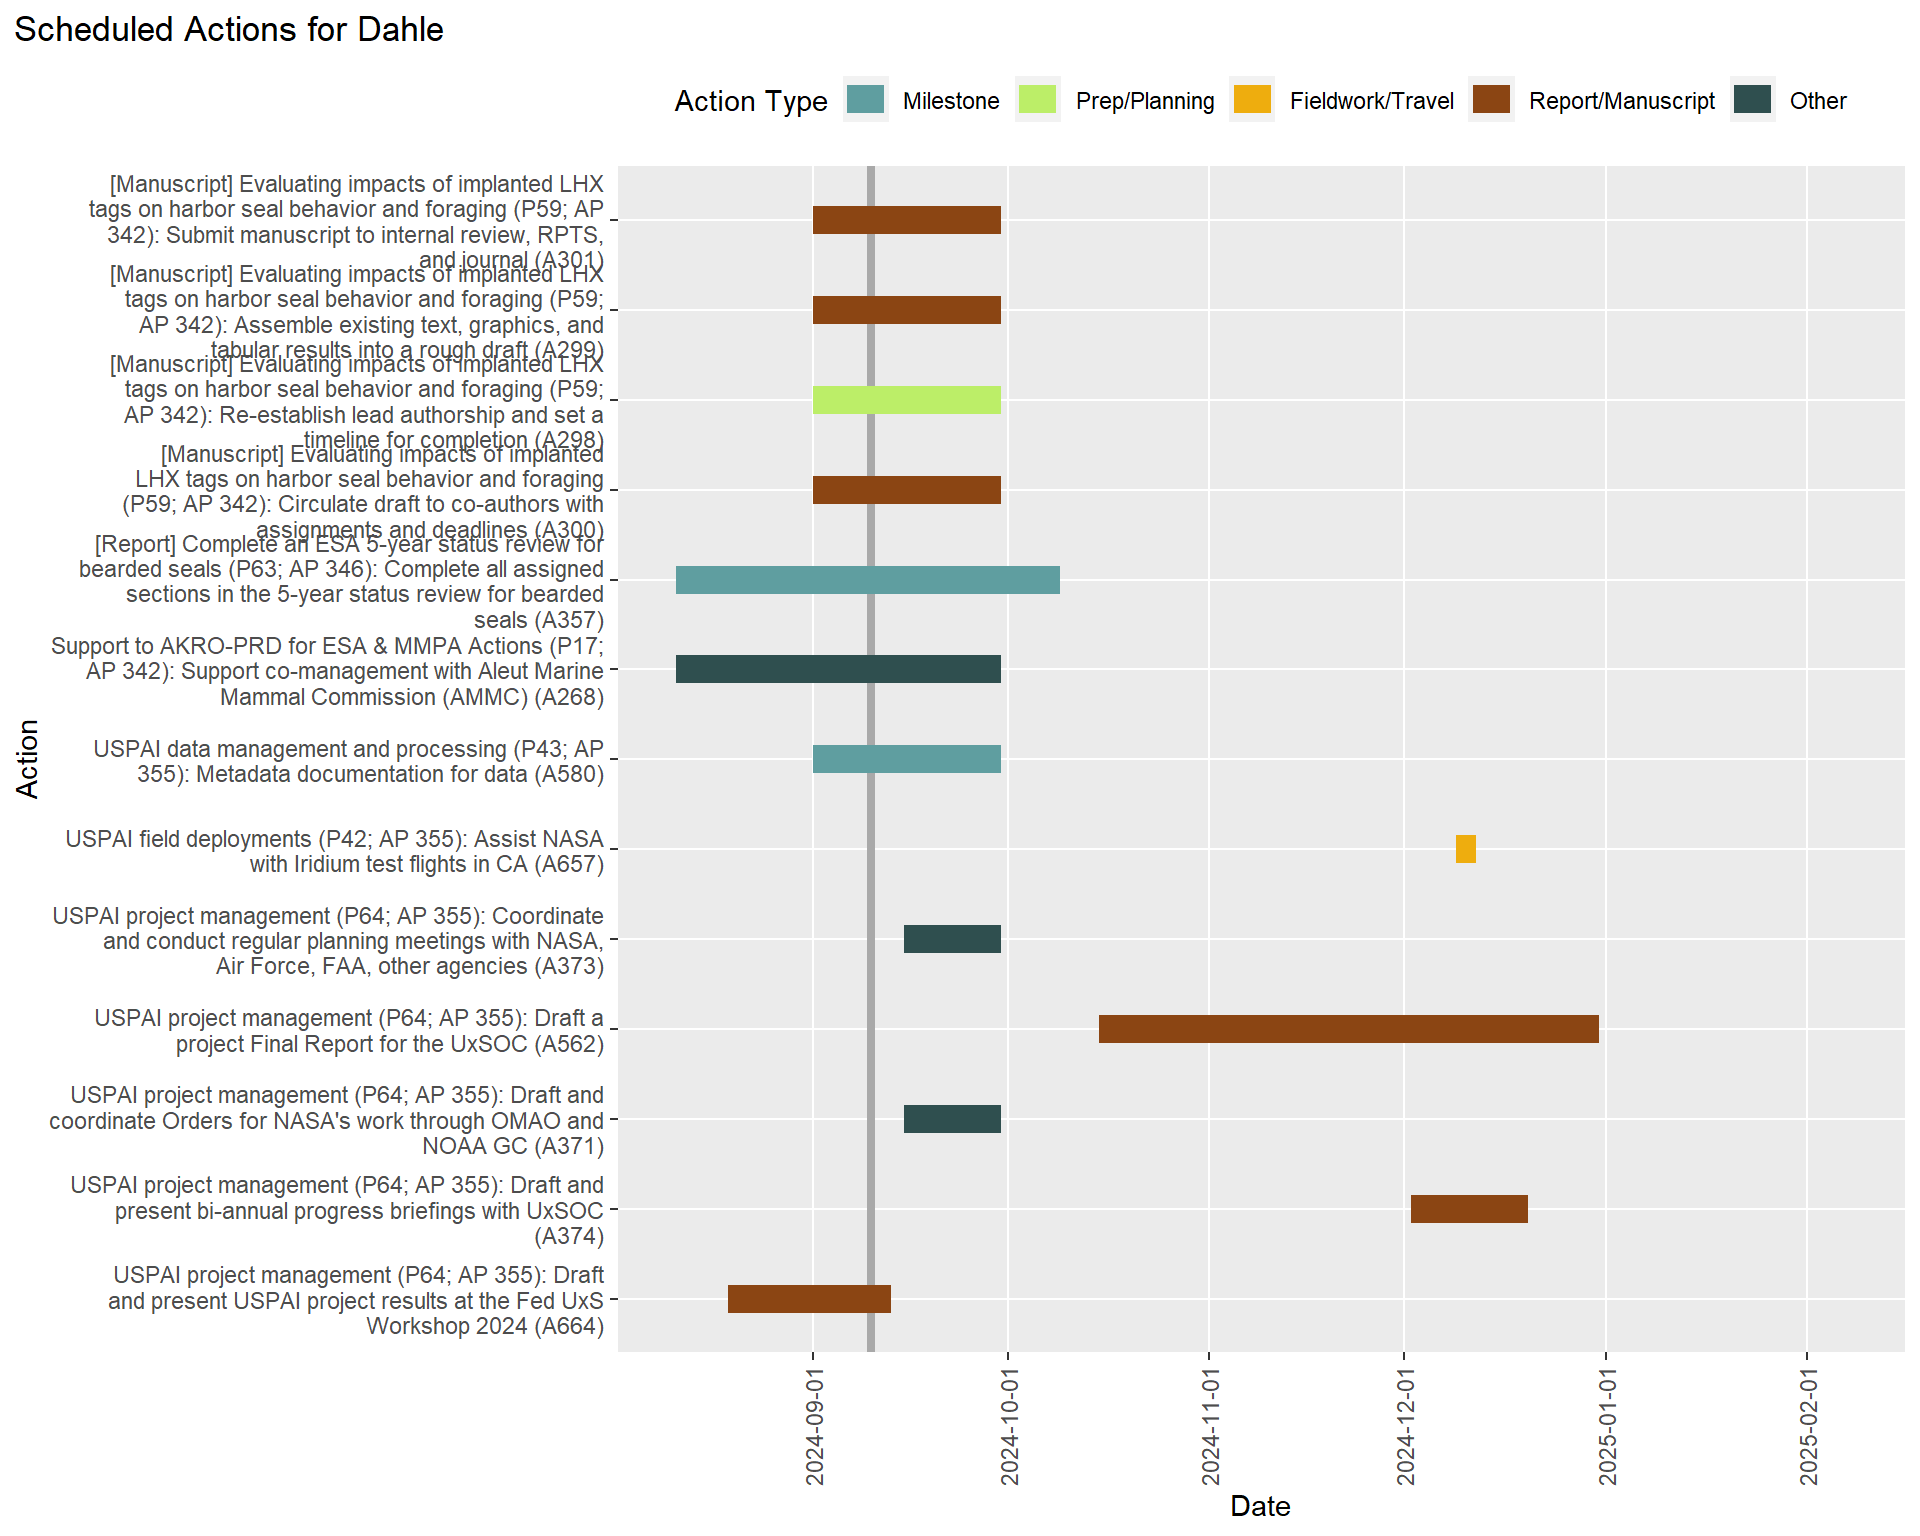 Scheduled Actions for Dahle
Action Type
Milestone
Prep/Planning
Fieldwork/Travel
Report/Manuscript
Other
[Manuscript] Evaluating impacts of implanted LHX
tags on harbor seal behavior and foraging (P59; AP
342): Submit manuscript to internal review, RPTS,
and journal (A301)
[Manuscript] Evaluating impacts of implanted LHX
tags on harbor seal behavior and foraging (P59;
AP 342): Assemble existing text, graphics, and
tabular results into a rough draft (A299)
[Manuscript] Evaluating impacts of implanted LHX
tags on harbor seal behavior and foraging (P59;
AP 342): Re-establish lead authorship and set a
timeline for completion (A298)
[Manuscript] Evaluating impacts of implanted
LHX tags on harbor seal behavior and foraging
(P59; AP 342): Circulate draft to co-authors with
assignments and deadlines (A300)
[Report] Complete an ESA 5-year status review for
bearded seals (P63; AP 346): Complete all assigned
sections in the 5-year status review for bearded
seals (A357)
Support to AKRO-PRD for ESA & MMPA Actions (P17;
AP 342): Support co-management with Aleut Marine
Mammal Commission (AMMC) (A268)
USPAI data management and processing (P43; AP
355): Metadata documentation for data (A580)
USPAI field deployments (P42; AP 355): Assist NASA
with Iridium test flights in CA (A657)
USPAI project management (P64; AP 355): Coordinate
and conduct regular planning meetings with NASA,
Air Force, FAA, other agencies (A373)
USPAI project management (P64; AP 355): Draft a
project Final Report for the UxSOC (A562)
USPAI project management (P64; AP 355): Draft and
coordinate Orders for NASA's work through OMAO and
NOAA GC (A371)
USPAI project management (P64; AP 355): Draft and
present bi-annual progress briefings with UxSOC
(A374)
USPAI project management (P64; AP 355): Draft
and present USPAI project results at the Fed UxS
Workshop 2024 (A664)
Action
2024-09-01
2024-10-01
2024-11-01
2024-12-01
2025-01-01
2025-02-01
Date